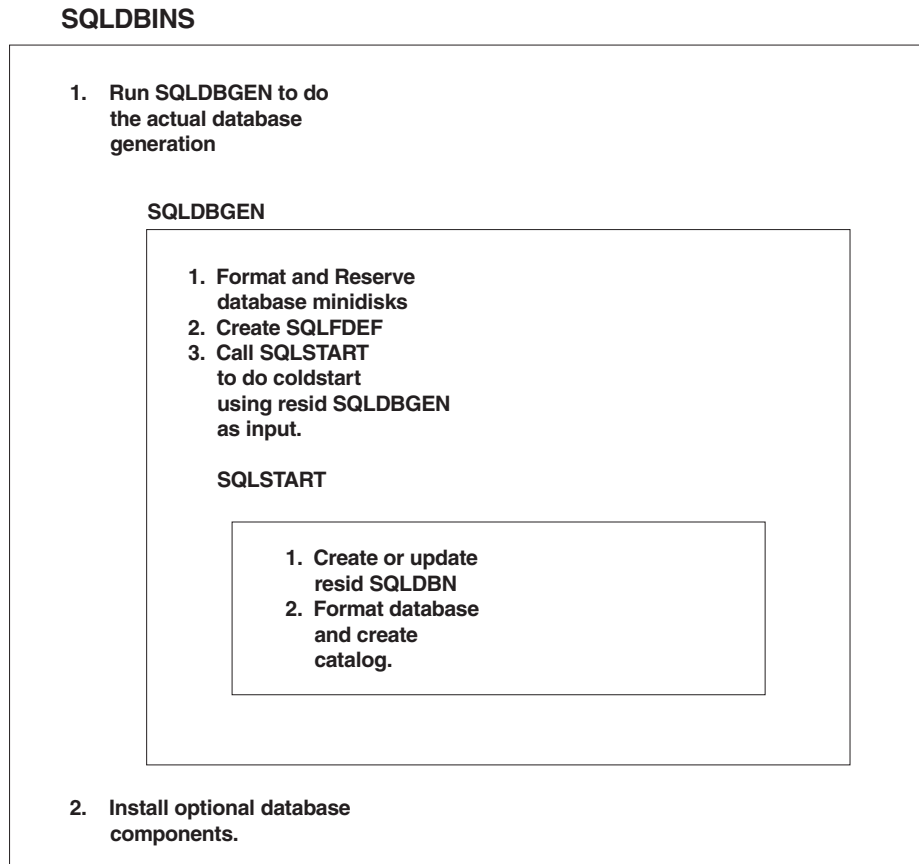 SQLDBINS
1. Run SQLDBGEN to do
the actual database
generation
SQLDBGEN
1. Format and Reserve
database minidisks
2. Create SQLFDEF
3. Call SQLSTART
to do coldstart
using resid SQLDBGEN
as input.
SQLSTART
1. Create or update
resid SQLDBN
2. Format database
and create
catalog.
2. Install optional database
components.